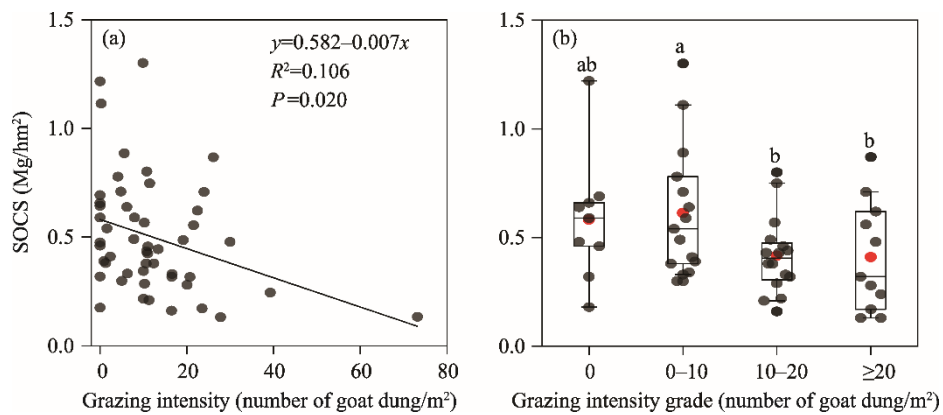 (a)
y=0.582–0.007x
R²=0.106
P=0.020
SOCS (Mg/hm²)
1.5
1.0
0.5
0.0
0
20
40
60
80
Grazing intensity (number of goat dung/m²)
(b)
ab
a
b
b
1.5
1.0
0.5
0.0
0
0–10
10–20
≥20
Grazing intensity grade (number of goat dung/m²)